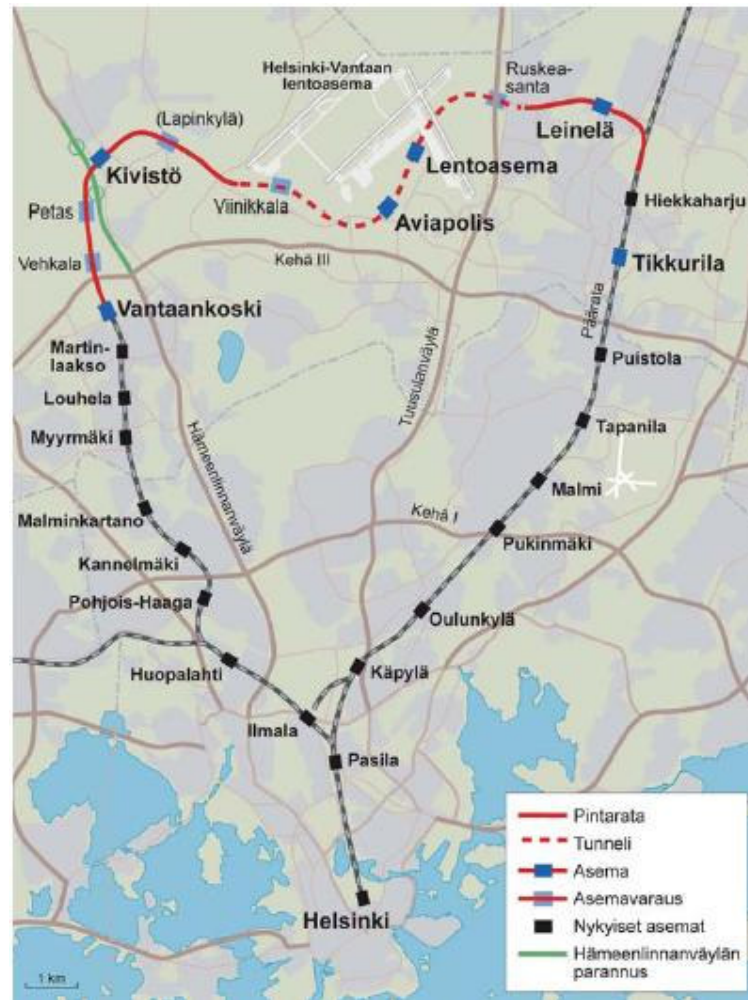 Helsinki-Vantaan
lentoasema
Ruskea-
santa
(Lapinkylä)
Leinelä
Kivistö
Lentoasema
Viinikkala
Hiekkaharju
Petas
Aviapolis
Vehkala
Kehä III
Tikkurila
Vantaankoski
Päärata
Martin-
laakso
Puistola
Louhela
Tuusulanväylä
Myyrmäki
Tapanila
Hämeenlinnanväylä
Malmi
Malminkartano
Kehä I
Pukinmäki
Kannelmäki
Pohjois-Haaga
Oulunkylä
Huopalahti
Käpylä
Ilmala
Pasila
Helsinki
Pintarata
Tunneli
Asema
Asemavaraus
Nykyiset asemat
Hämeenlinnanväylän
parannus
1 km